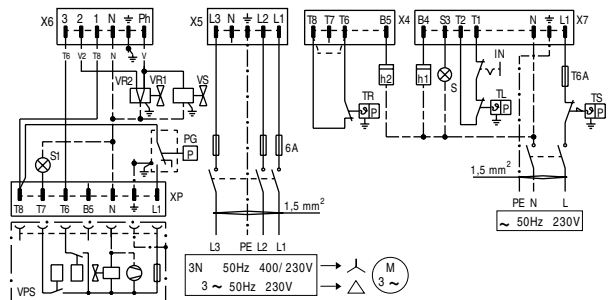 X6 3 2 1 N Ph
T6 V2 T8 N V
VR2 VR1 VS
S1 PG P
XP
T8 T7 T6 B5 N L1
VPS
X5 L3 N L2 L1
6A
1,5 mm²
L3 PE L2 L1
3N 50Hz 400/ 230V
3 ~ 50Hz 230V
M
3 ~
T8 T7 T6 B5 X4
h2
TR P
B4 S3 T2 T1 N L1 X7
h1 S IN
TL P
T6A
TS P
1,5 mm²
PE N L
~ 50Hz 230V